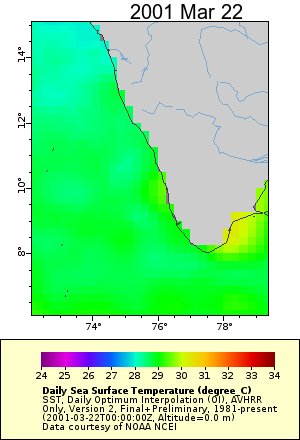 2001 Mar 22
14°
12°
10°
8°
74° 76° 78°
24 25 26 27 28 29 30 31 32 33 34
Daily Sea Surface Temperature (degree_C)
SST, Daily Optimum Interpolation (OI), AVHRR
Only, Version 2, Final+Preliminary, 1981-present
(2001-03-22T00:00:00Z, Altitude=0.0 m)
Data courtesy of NOAA NCEI